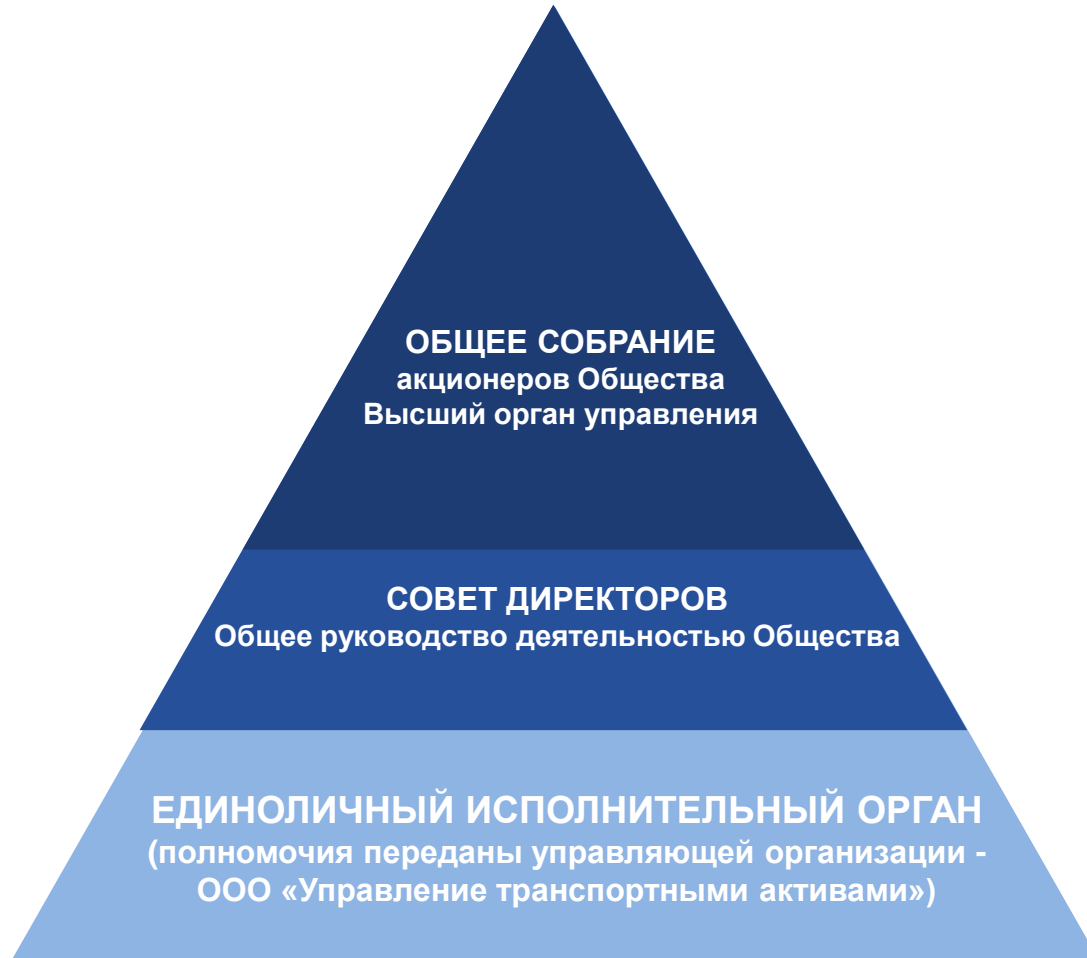 ОБЩЕЕ СОБРАНИЕ
акционеров Общества
Высший орган управления
СОВЕТ ДИРЕКТОРОВ
Общее руководство деятельностью Общества
ЕДИНОЛИЧНЫЙ ИСПОЛНИТЕЛЬНЫЙ ОРГАН
(полномочия переданы управляющей организации -
ООО «Управление транспортными активами»)